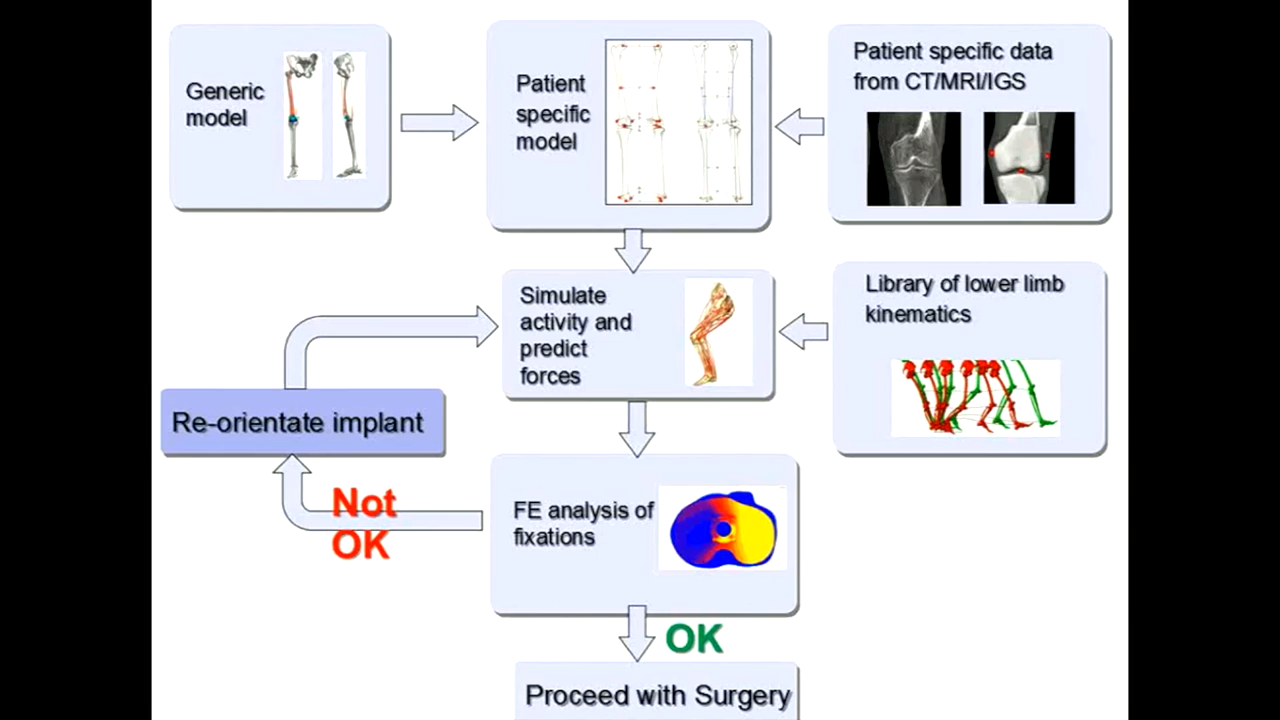 Generic
model
Patient
specific
model
Patient specific data
from CT/MRI/IGS
Simulate
activity and
predict
forces
Library of lower limb
kinematics
Re-orientate implant
Not
OK
FE analysis of
fixations
OK
Proceed with Surgery